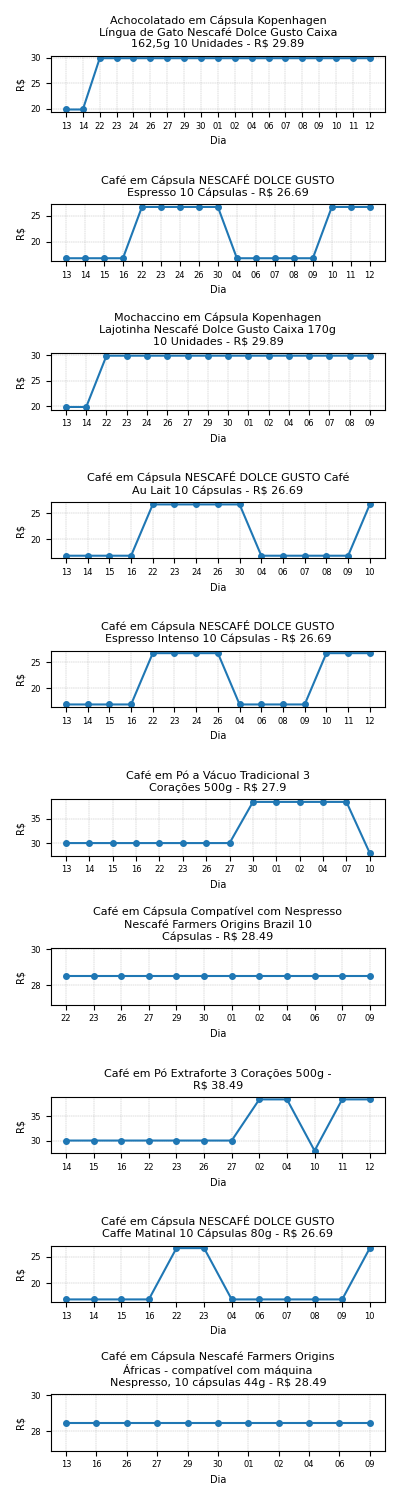 Achocolatado em Cápsula Kopenhagen
Língua de Gato Nescafé Dolce Gusto Caixa
162,5g 10 Unidades - R$ 29.89
30
25
20
R$
13 14 22 23 24 26 27 29 30 01 02 04 06 07 08 09 10 11 12
Dia
Café em Cápsula NESCAFÉ DOLCE GUSTO
Espresso 10 Cápsulas - R$ 26.69
25
20
R$
13 14 15 16 22 23 24 26 30 04 06 07 08 09 10 11 12
Dia
Mochaccino em Cápsula Kopenhagen
Lajotinha Nescafé Dolce Gusto Caixa 170g
10 Unidades - R$ 29.89
30
25
20
R$
13 14 22 23 24 26 27 29 30 01 02 04 06 07 08 09
Dia
Café em Cápsula NESCAFÉ DOLCE GUSTO Café
Au Lait 10 Cápsulas - R$ 26.69
25
20
R$
13 14 15 16 22 23 24 26 30 04 06 07 08 09 10
Dia
Café em Cápsula NESCAFÉ DOLCE GUSTO
Espresso Intenso 10 Cápsulas - R$ 26.69
25
20
R$
13 14 15 16 22 23 24 26 04 06 08 09 10 11 12
Dia
Café em Pó a Vácuo Tradicional 3
Corações 500g - R$ 27.9
35
30
R$
13 14 15 16 22 23 26 27 30 01 02 04 07 10
Dia
Café em Cápsula Compatível com Nespresso
Nescafé Farmers Origins Brazil 10
Cápsulas - R$ 28.49
30
28
R$
22 23 26 27 29 30 01 02 04 06 07 09
Dia
Café em Pó Extraforte 3 Corações 500g -
R$ 38.49
35
30
R$
14 15 16 22 23 26 27 02 04 10 11 12
Dia
Café em Cápsula NESCAFÉ DOLCE GUSTO
Caffe Matinal 10 Cápsulas 80g - R$ 26.69
25
20
R$
13 14 15 16 22 23 04 06 07 08 09 10
Dia
Café em Cápsula Nescafé Farmers Origins
Áfricas - compatível com máquina
Nespresso, 10 cápsulas 44g - R$ 28.49
30
28
R$
13 16 26 27 29 30 01 02 04 06 09
Dia